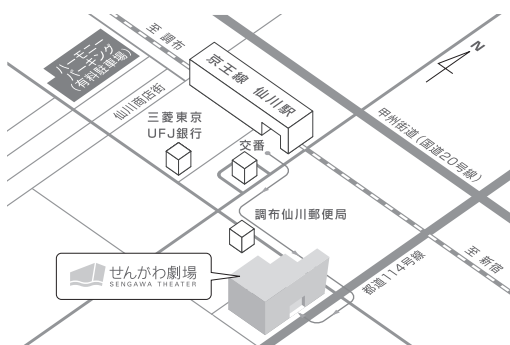 至 調布
ハーモニー
パーキング
(有料駐車場)
京王線 仙川駅
N
仙川商店街
三菱東京
UFJ銀行
交番
甲州街道(国道20号線)
調布仙川郵便局
至 新宿
都道114号線
せんがわ劇場
SENGAWA THEATER